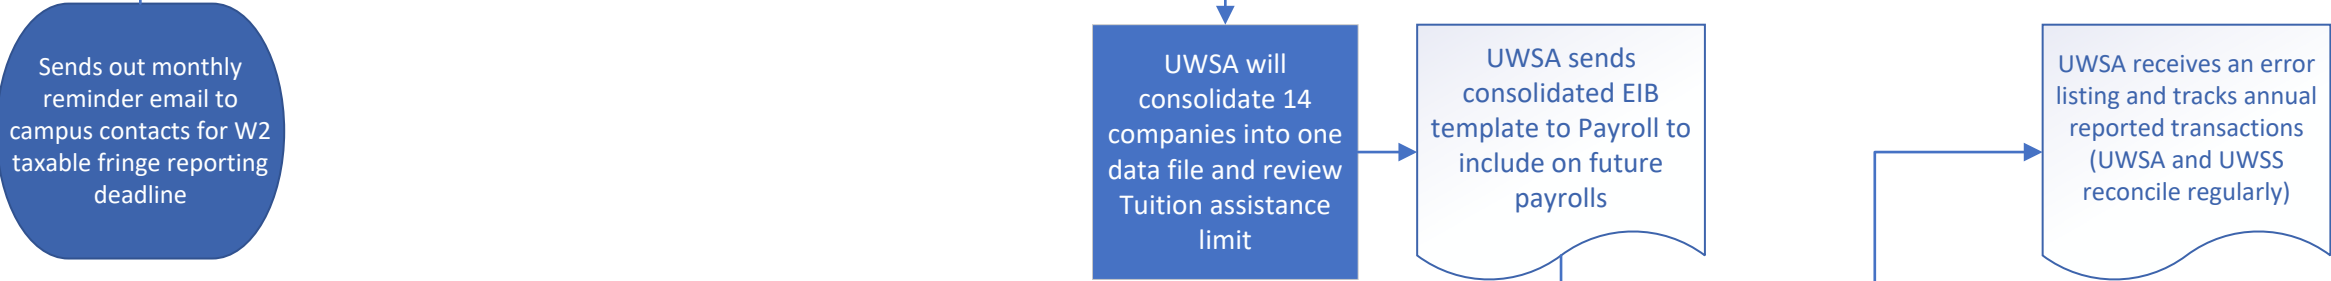 Sends out monthly
reminder email to
campus contacts for W2
taxable fringe reporting
deadline
UWSA will
consolidate 14
companies into one
data file and review
Tuition assistance
limit
UWSA sends
consolidated EIB
template to Payroll to
include on future
payrolls
UWSA receives an error
listing and tracks annual
reported transactions
(UWSA and UWSS
reconcile regularly)